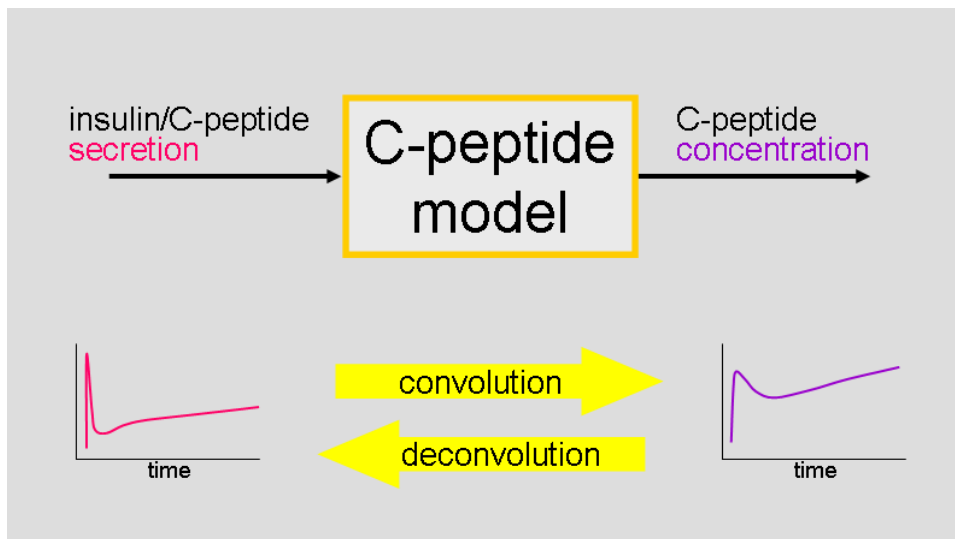 insulin/C-peptide
secretion
C-peptide
model
C-peptide
concentration
convolution
deconvolution
time
time